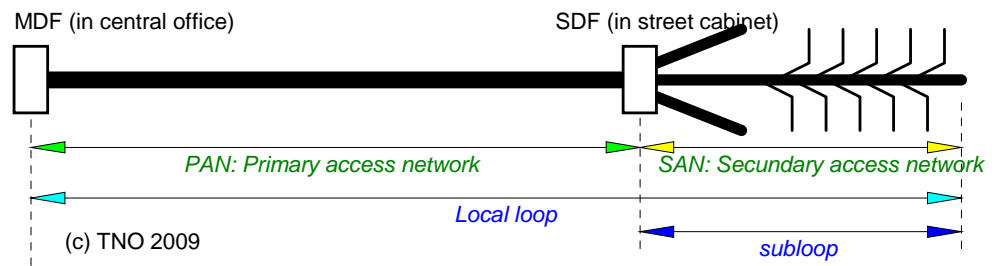 MDF (in central office)
SDF (in street cabinet)
PAN: Primary access network
SAN: Secundary access network
Local loop
(c) TNO 2009
subloop